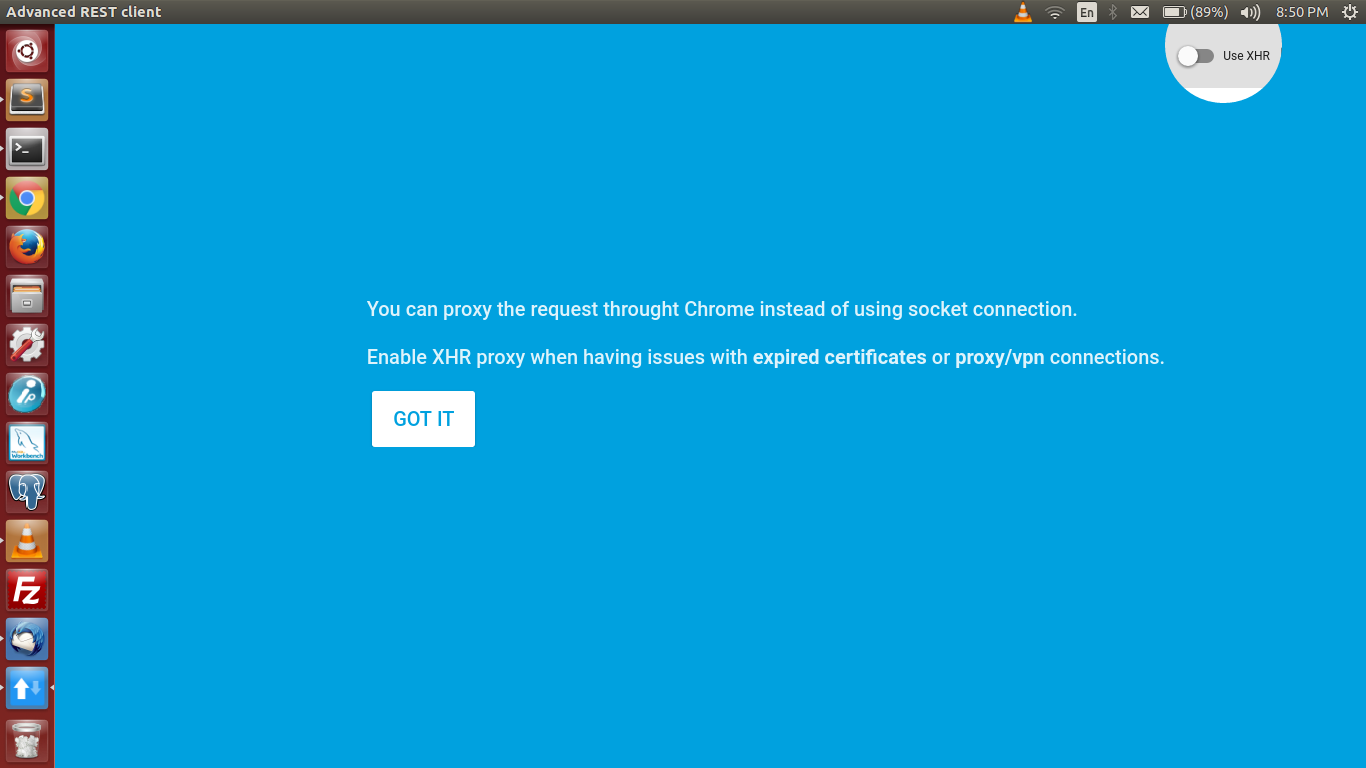 Advanced REST client
En
(89%)
8:50 PM
Use XHR
You can proxy the request throught Chrome instead of using socket connection.
Enable XHR proxy when having issues with expired certificates or proxy/vpn connections.
GOT IT
Workbench